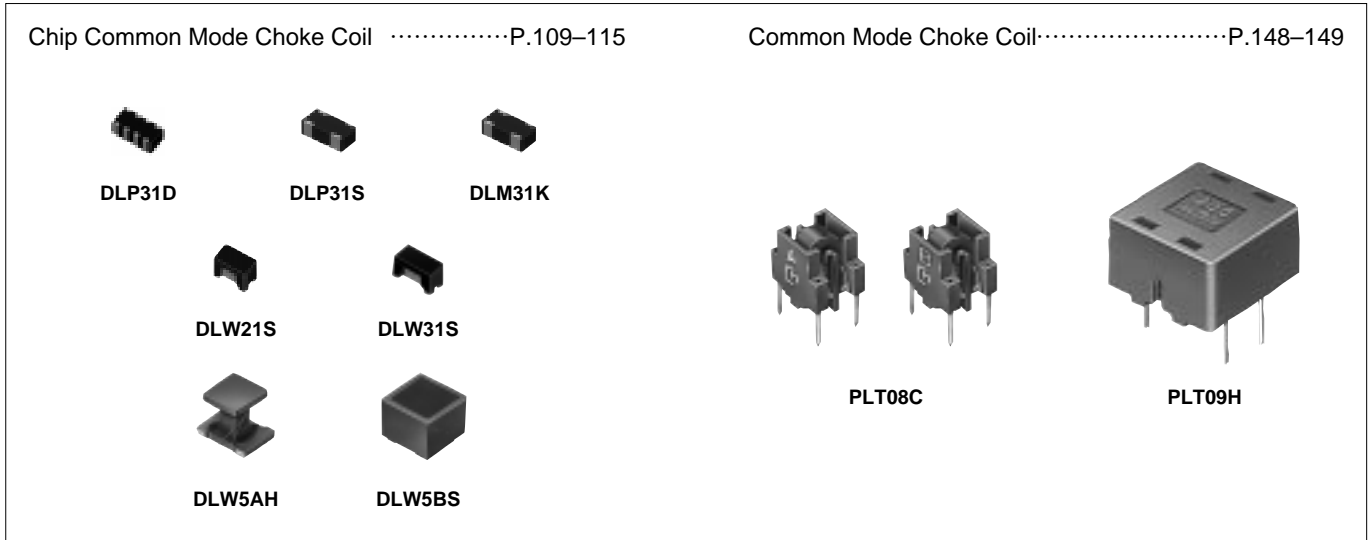 Chip Common Mode Choke Coil ···············P.109–115
Common Mode Choke Coil························P.148–149
DLP31D
DLP31S
DLM31K
DLW21S
DLW31S
DLW5AH
DLW5BS
PLT08C
PLT09H